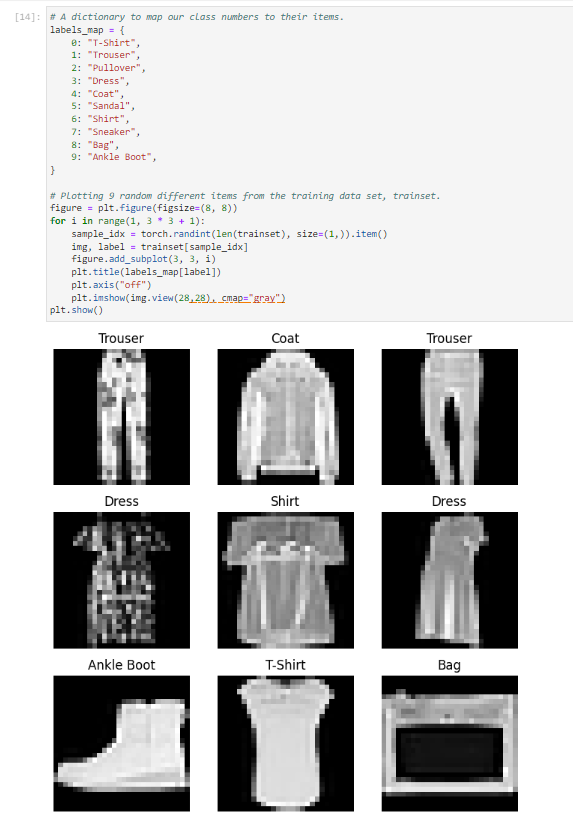 [14]: # A dictionary to map our class numbers to their items.
labels_map = {
    0: "T-Shirt",
    1: "Trouser",
    2: "Pullover",
    3: "Dress",
    4: "Coat",
    5: "Sandal",
    6: "Shirt",
    7: "Sneaker",
    8: "Bag",
    9: "Ankle Boot",
}
# Plotting 9 random different items from the training data set, trainset.
figure = plt.figure(figsize=(8, 8))
for i in range(1, 3 * 3 + 1):
    sample_idx = torch.randint(len(trainset), size=(1,)).item()
    img, label = trainset[sample_idx]
    figure.add_subplot(3, 3, i)
    plt.title(labels_map[label])
    plt.axis("off")
    plt.imshow(img.view(28,28), cmap="gray")
plt.show()
Trouser Coat Trouser
Dress Shirt Dress
Ankle Boot T-Shirt Bag